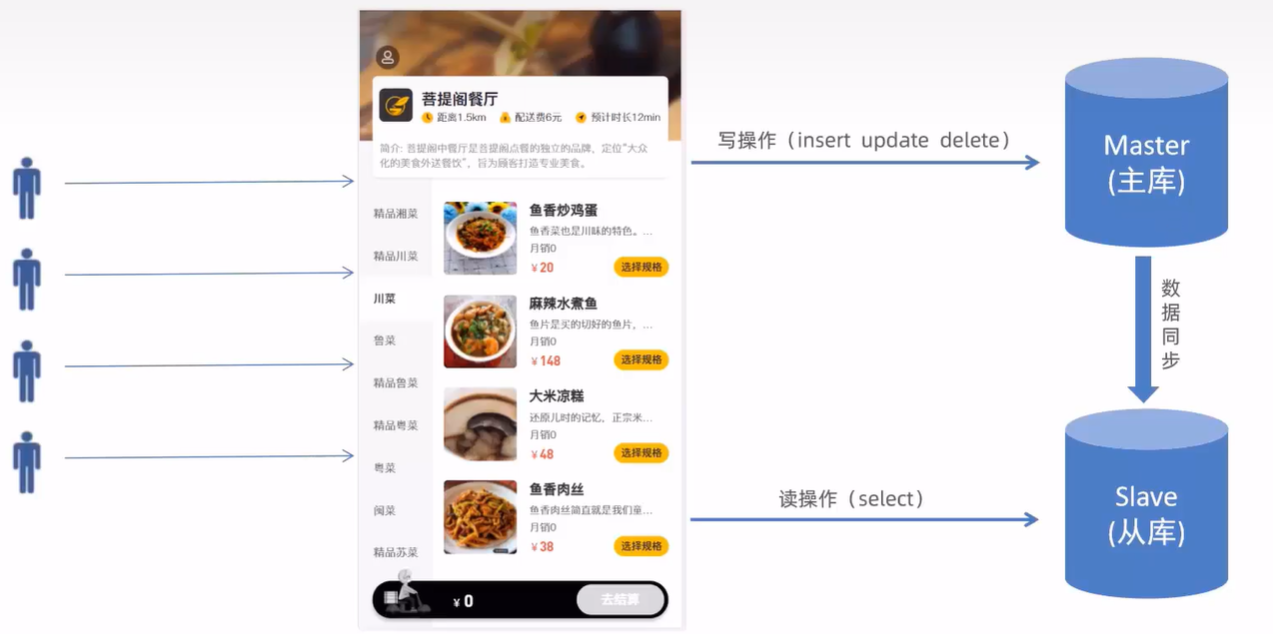 菩提阁餐厅
距离1.5km 配送费6元 预计时长12min
简介: 菩提阁中餐厅是菩提阁点餐的独立的品牌、定位“大众
化的美食外送餐饮”，旨为顾客打造专业美食。
精品湘菜
精品川菜
川菜
鲁菜
精品鲁菜
精品粤菜
粤菜
闽菜
精品苏菜
鱼香炒鸡蛋
鱼香菜也是川味的特色。...
月销0
¥20 选择规格
麻辣水煮鱼
鱼片是买的切好的鱼片，...
月销0
¥148 选择规格
大米凉糕
还原儿时的记忆，正宗米...
月销0
¥48 选择规格
鱼香肉丝
鱼香肉丝简直就是我们童...
月销0
¥38 选择规格
¥0 去结算
写操作（insert update delete）
Master
(主库)
数据同步
读操作（select）
Slave
(从库)